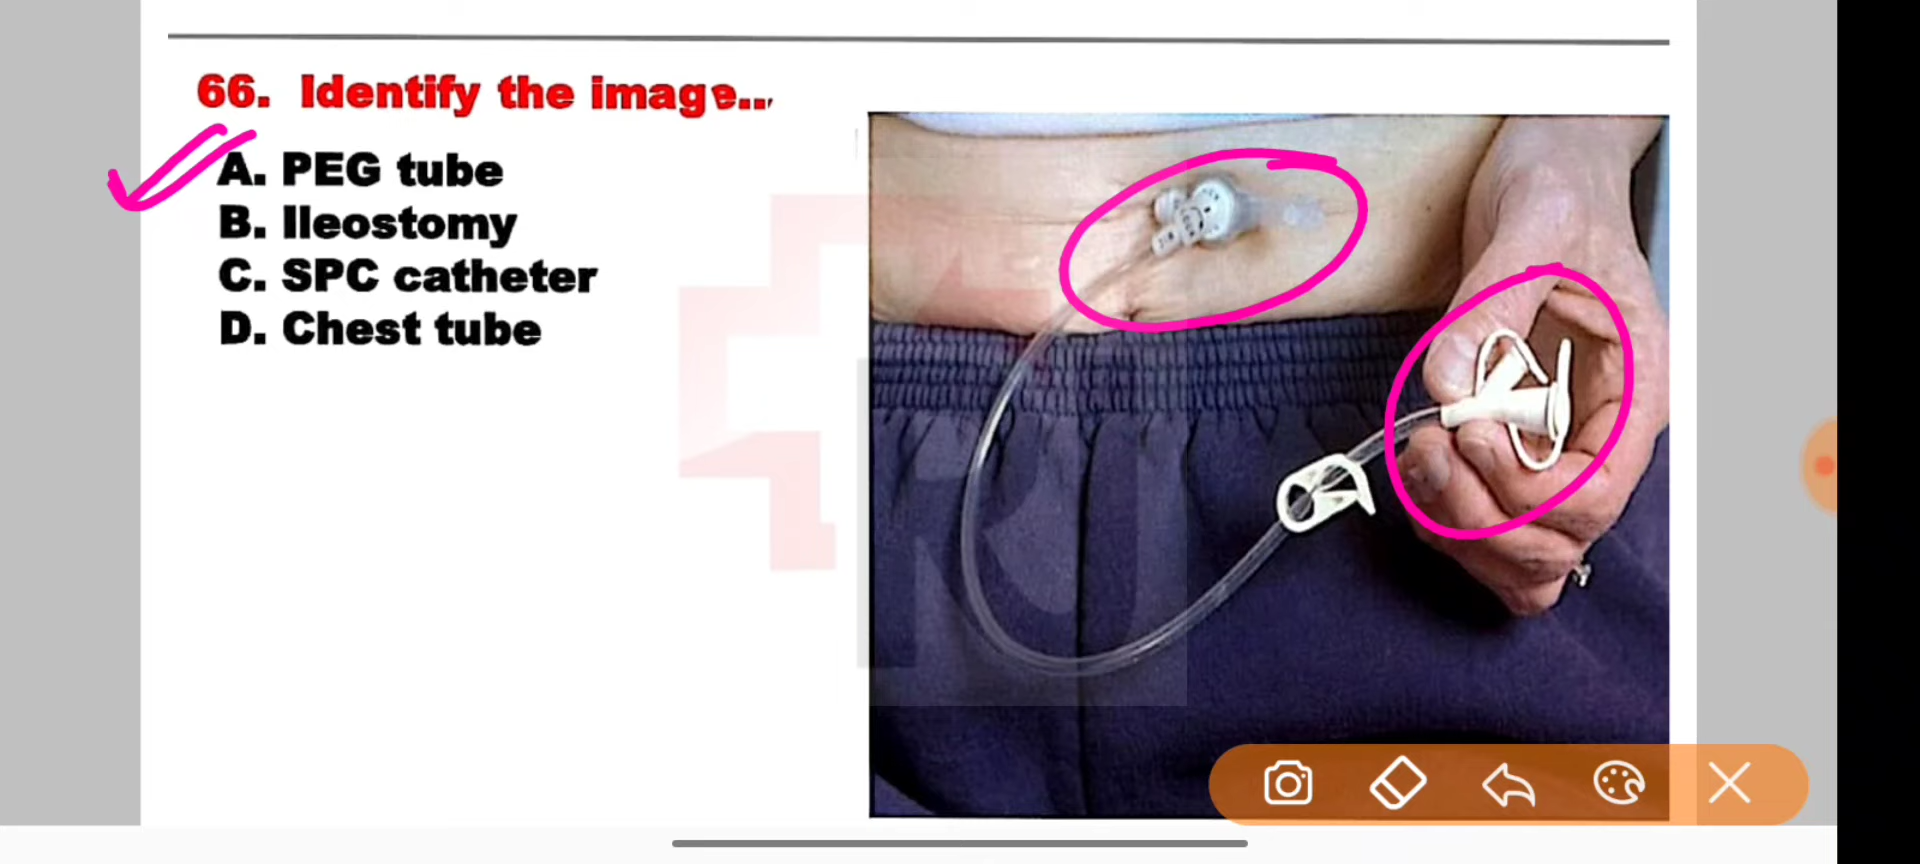 66. Identify the image...
A. PEG tube
B. Ileostomy
C. SPC catheter
D. Chest tube